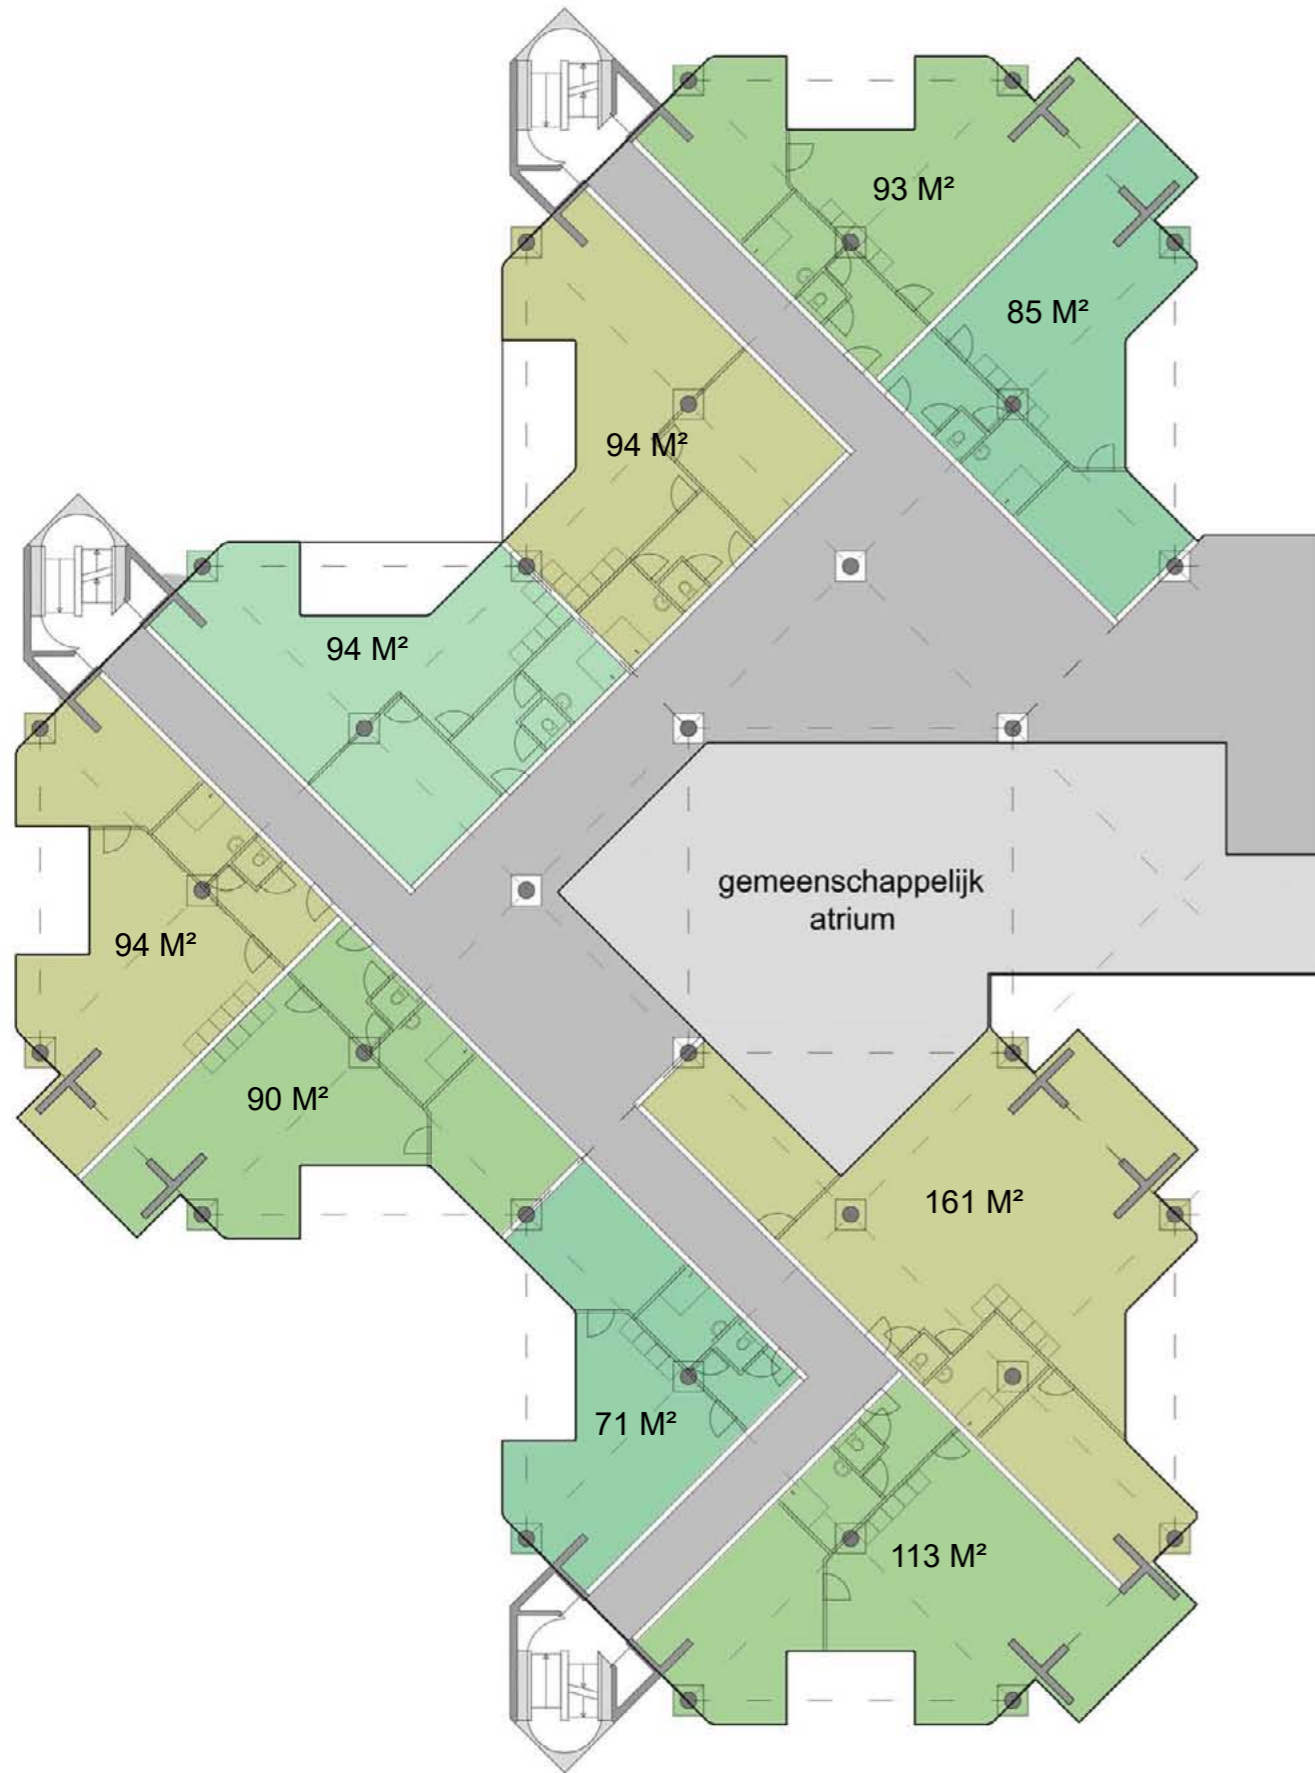 93 M²
85 M²
94 M²
94 M²
gemeenschappelijk
atrium
94 M²
90 M²
161 M²
71 M²
113 M²